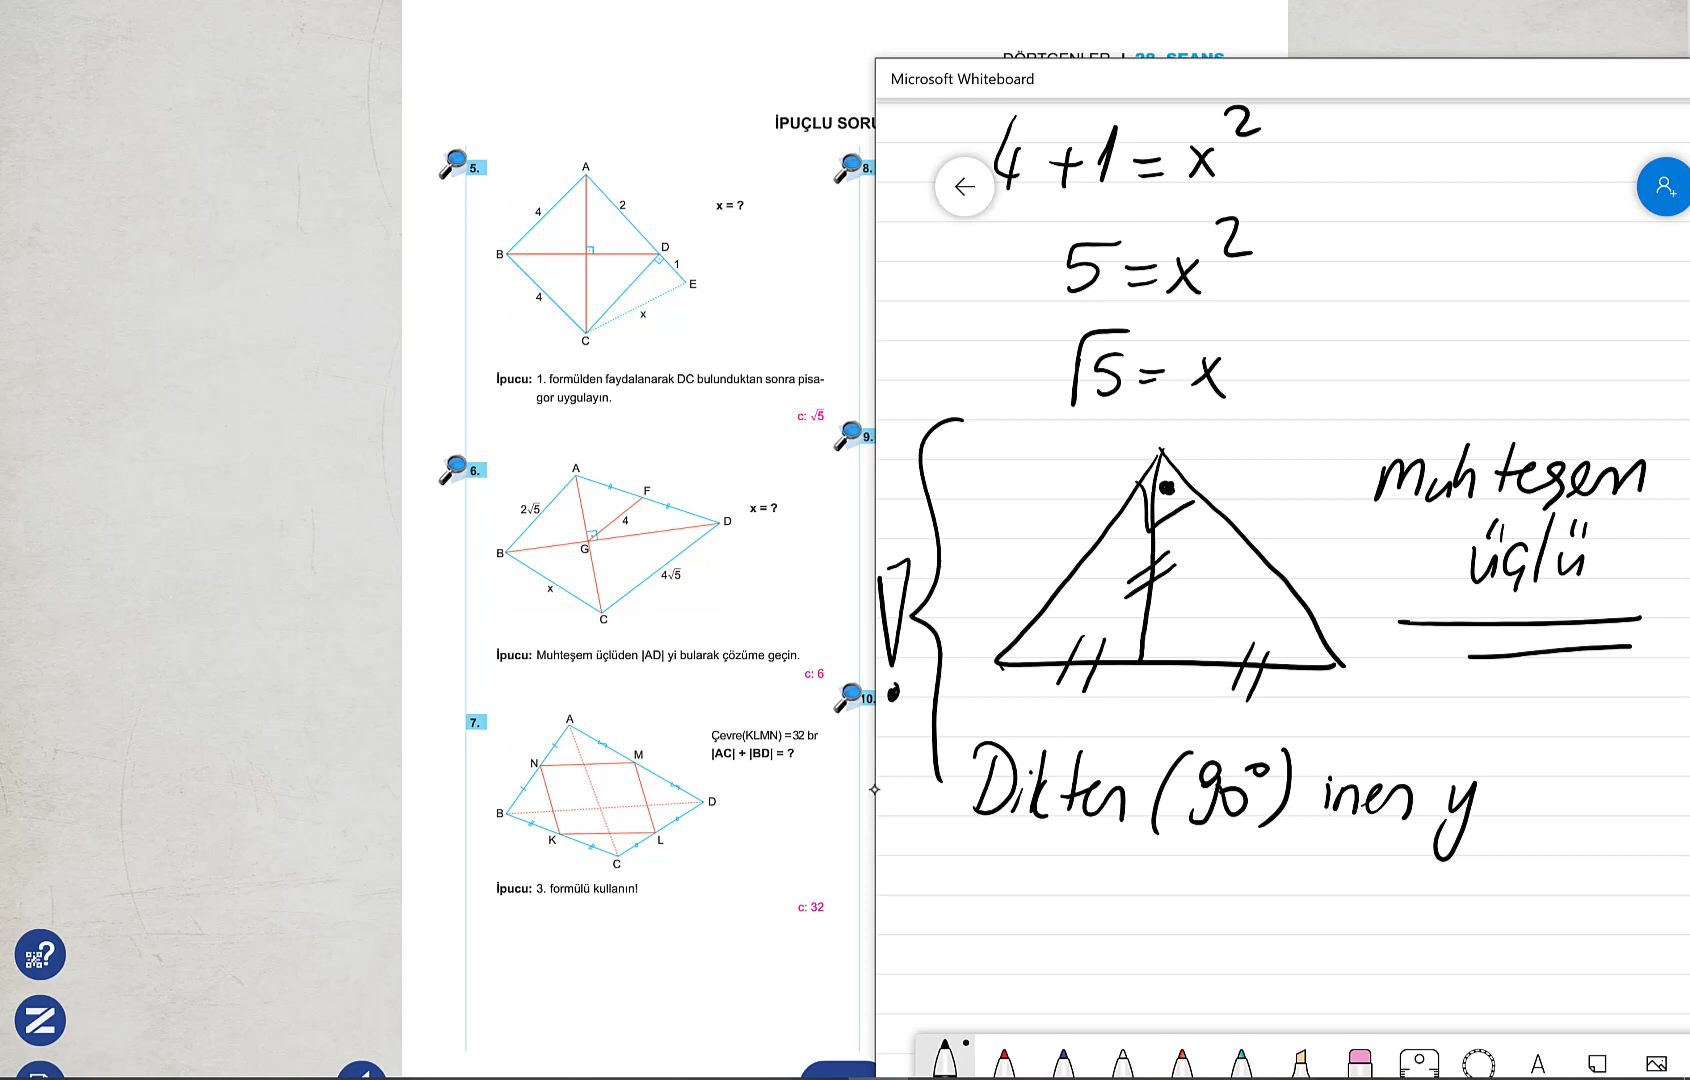 İPUÇLU SORU
5.
A
4
2
x = ?
B
D
1
E
4
x
C
İpucu: 1. formülden faydalanarak DC bulunduktan sonra pisa-
gor uygulayın.
c: √5
6.
A
F
2√5
4
x = ?
D
B
G
4√5
x
C
İpucu: Muhteşem üçlüden |AD| yi bularak çözüme geçin.
c: 6
7.
A
Çevre(KLMN) =32 br
|AC| + |BD| = ?
N
M
D
B
K
L
C
İpucu: 3. formülü kullanın!
c: 32
8.
9.
10.
28. SEANS
Microsoft Whiteboard
4 + 1 = x²
5 = x²
√5 = x
muhteşem
üçlü
Dikten (90°) inen y
A